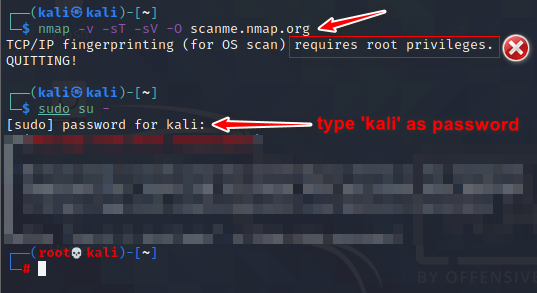 ┌──(kali㉿kali)-[~]
└─$ nmap -v -sT -sV -O scanme.nmap.org
TCP/IP fingerprinting (for OS scan) requires root privileges.
QUITTING!
┌──(kali㉿kali)-[~]
└─$ sudo su -
[sudo] password for kali: type 'kali' as password
┌──(root💀kali)-[~]
└─#
BY OFFENSIV